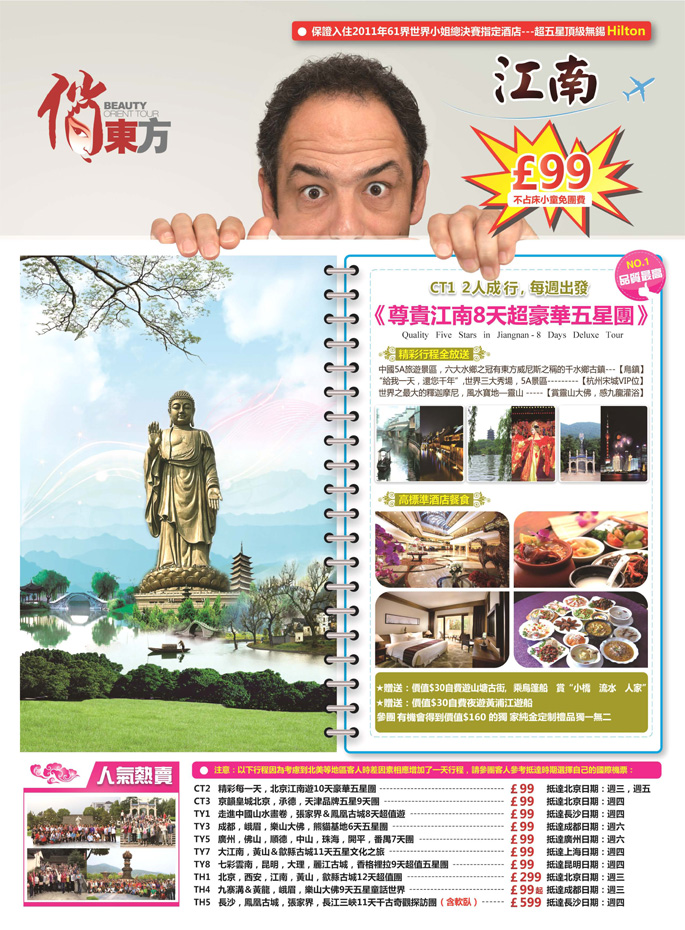 ● 保證入住2011年61界世界小姐總決賽指定酒店---超五星頂級無錫Hilton
俏東方
BEAUTY
ORIENT TOUR
江南
£99
不占床小童免團費
NO.1
品質最高
CT1 2人成行，每週出發
《尊貴江南8天超豪華五星團》
Quality Five Stars in Jiangnan - 8 Days Deluxe Tour
精彩行程全放送
中國5A旅遊景區，六大水鄉之冠有東方威尼斯之稱的千水鄉古鎮---【烏鎮】
"給我一天，還您千年",世界三大秀場，5A景區---------【杭州宋城VIP位】
世界之最大的釋迦摩尼，風水寶地—靈山 -----【賞靈山大佛，感九龍灌浴】
高標準酒店餐食
★贈送：價值$30自費遊山塘古街，乘烏篷船 賞“小橋 流水 人家”
★贈送：價值$30自費夜遊黃浦江遊船
參團 有機會得到價值$160 的獨 家純金定制禮品獨一無二
人氣熱賣
● 注意：以下行程因為考慮到北美等地區客人時差因素相應增加了一天行程，請參團客人參考抵達時期選擇自己的國際機票：
CT2 精彩每一天，北京江南遊10天豪華五星團 £99 抵達北京日期：週三，週五
CT3 京韻皇城北京，承德，天津品牌五星9天團 £99 抵達北京日期：週四
TY1 走進中國山水畫卷，張家界&鳳凰古城8天超值遊 £99 抵達長沙日期：週四
TY3 成都，峨眉，樂山大佛，熊貓基地6天五星團 £99 抵達成都日期：週六
TY5 廣州，佛山，順德，中山，珠海，開平，番禺7天團 £99 抵達廣州日期：週六
TY7 大江南，黃山&歙縣古城11天五星文化之旅 £99 抵達上海日期：週四
TY8 七彩雲南，昆明，大理，麗江古城，香格裡拉9天超值五星團 £99 抵達昆明日期：週四
TH1 北京，西安，江南，黃山，歙縣古城12天超值團 £299 抵達北京日期：週三
TH4 九寨溝&黃龍，峨眉，樂山大佛9天五星童話世界 £99起 抵達成都日期：週三
TH5 長沙，鳳凰古城，張家界，長江三峽11天千古奇觀探訪團（含軟臥） £599 抵達長沙日期：週四